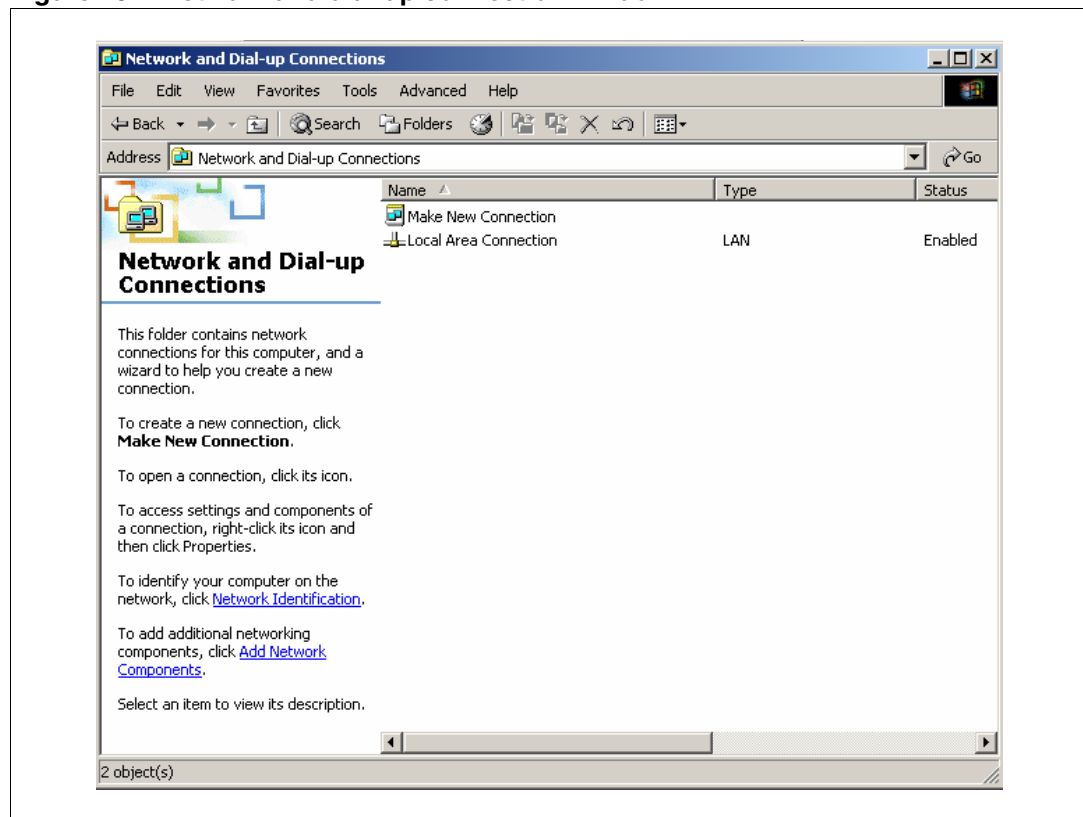 Network and Dial-up Connections
File Edit View Favorites Tools Advanced Help
Back Search Folders
Address Network and Dial-up Connections Go
Name Type Status
Make New Connection
Local Area Connection LAN Enabled
Network and Dial-up
Connections
This folder contains network
connections for this computer, and a
wizard to help you create a new
connection.
To create a new connection, click
Make New Connection.
To open a connection, click its icon.
To access settings and components of
a connection, right-click its icon and
then click Properties.
To identify your computer on the
network, click Network Identification.
To add additional networking
components, click Add Network
Components.
Select an item to view its description.
2 object(s)